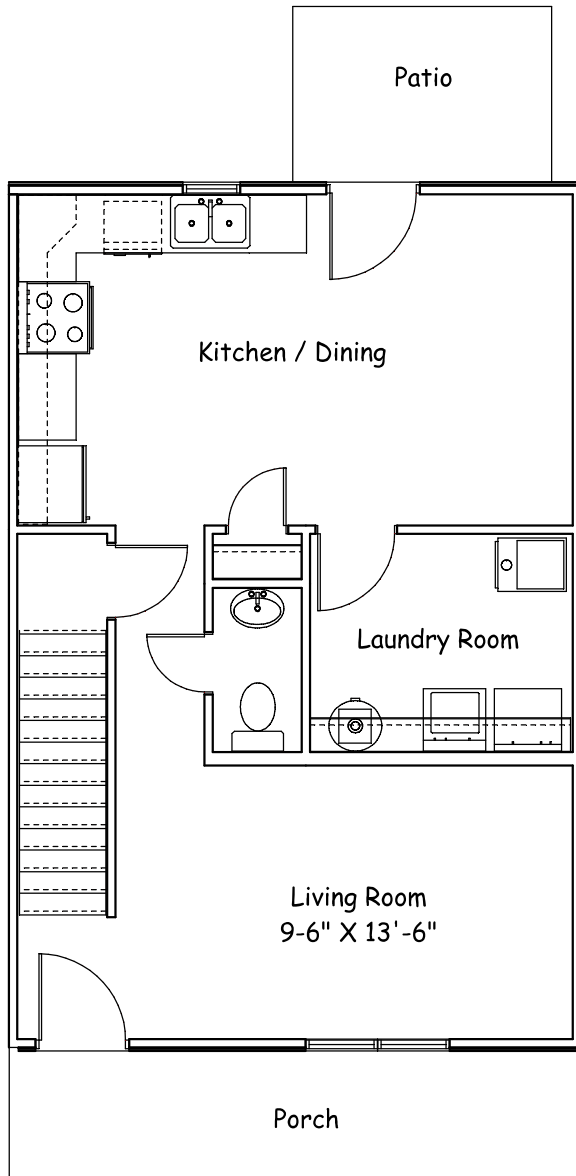 Patio
Kitchen / Dining
Laundry Room
Living Room
9-6" X 13'-6"
Porch